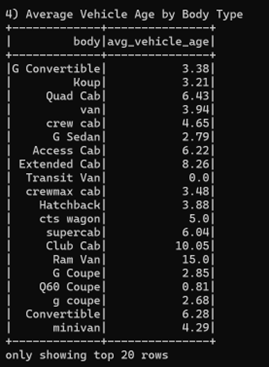 4) Average Vehicle Age by Body Type
+-------------+---------------+
|         body|avg_vehicle_age|
+-------------+---------------+
|G Convertible|           3.38|
|         Koup|           3.21|
|     Quad Cab|           6.43|
|          van|           3.94|
|     crew cab|           4.65|
|      G Sedan|           2.79|
|   Access Cab|           6.22|
| Extended Cab|           8.26|
|  Transit Van|            0.0|
|  crewmax cab|           3.48|
|    Hatchback|           3.88|
|    cts wagon|            5.0|
|     supercab|           6.04|
|     Club Cab|          10.05|
|      Ram Van|           15.0|
|      G Coupe|           2.85|
|    Q60 Coupe|           0.81|
|      g coupe|           2.68|
|  Convertible|           6.28|
|      minivan|           4.29|
+-------------+---------------+
only showing top 20 rows